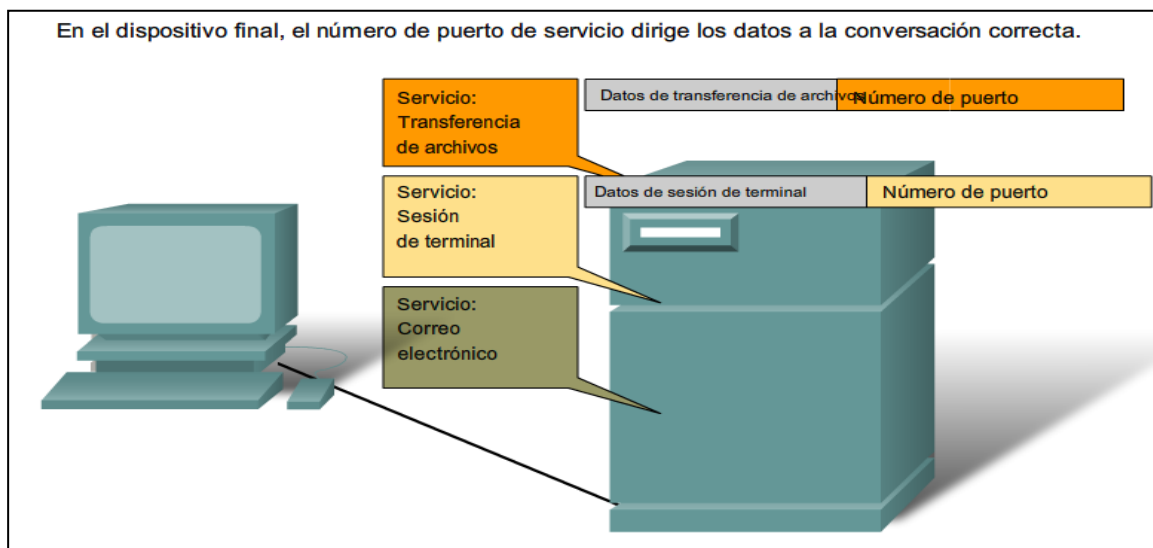 En el dispositivo final, el número de puerto de servicio dirige los datos a la conversación correcta.
Servicio:
Transferencia
de archivos
Datos de transferencia de archivos
Número de puerto
Servicio:
Sesión
de terminal
Datos de sesión de terminal
Número de puerto
Servicio:
Correo
electrónico